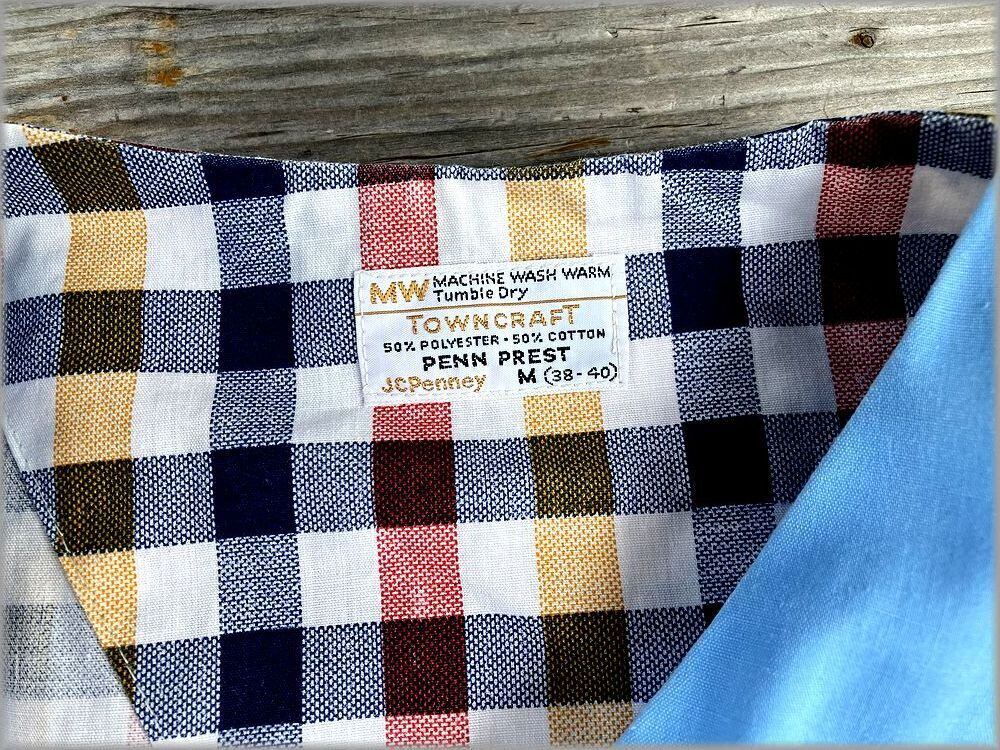 MW MACHINE WASH WARM
Tumble Dry
TOWNCRAFT
50% POLYESTER - 50% COTTON
PENN PREST
JCPenney M (38-40)